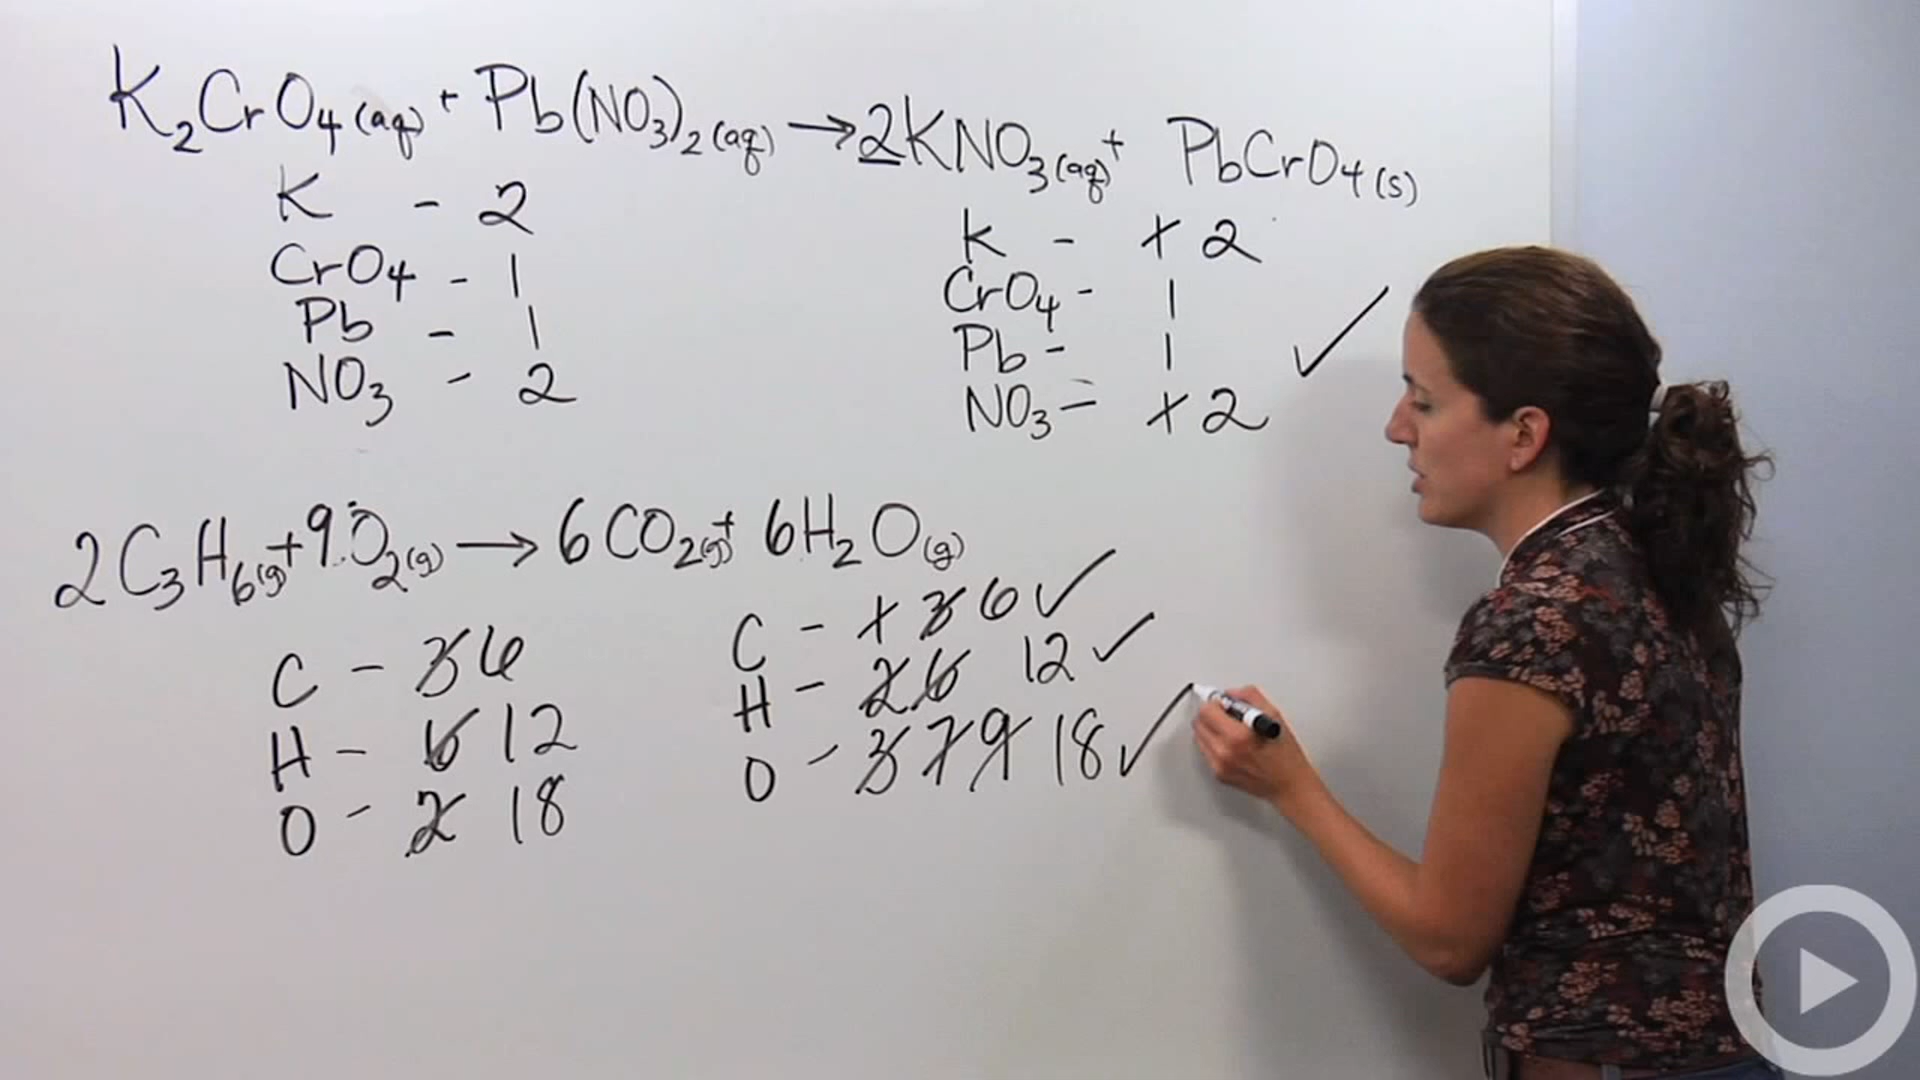 K₂CrO₄(aq) + Pb(NO₃)₂(aq) → 2KNO₃(aq) + PbCrO₄(s)
K - 2
CrO₄ - 1
Pb - 1
NO₃ - 2
K - 1 2
CrO₄ - 1
Pb - 1
NO₃ - 1 2
✓
2C₃H₆(g) + 9O₂(g) → 6CO₂(g) + 6H₂O(g)
C - 3 6
H - 6 12
O - 2 18
C - 1 3 6 ✓
H - 2 6 12 ✓
O - 3 7 9 18 ✓